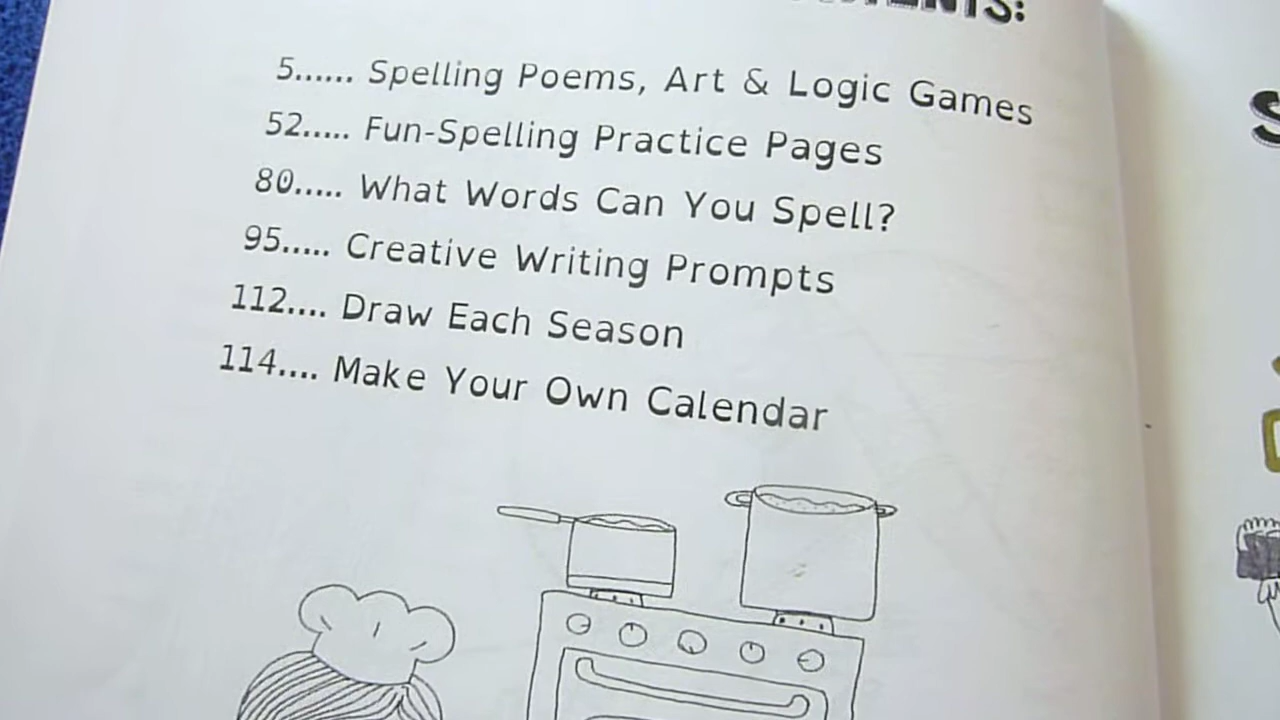 5...... Spelling Poems, Art & Logic Games
52..... Fun-Spelling Practice Pages
80..... What Words Can You Spell?
95..... Creative Writing Prompts
112.... Draw Each Season
114.... Make Your Own Calendar